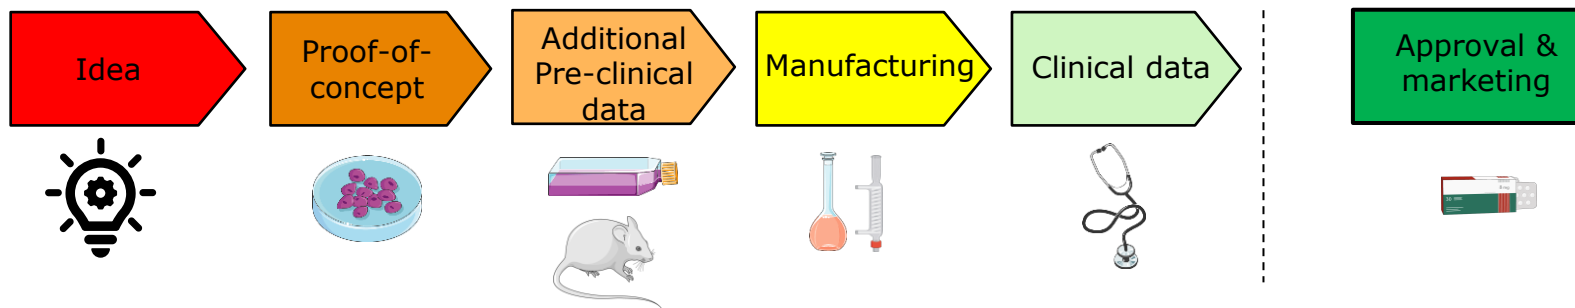 Idea
Proof-of-
concept
Additional
Pre-clinical
data
Manufacturing
Clinical data
Approval &
marketing